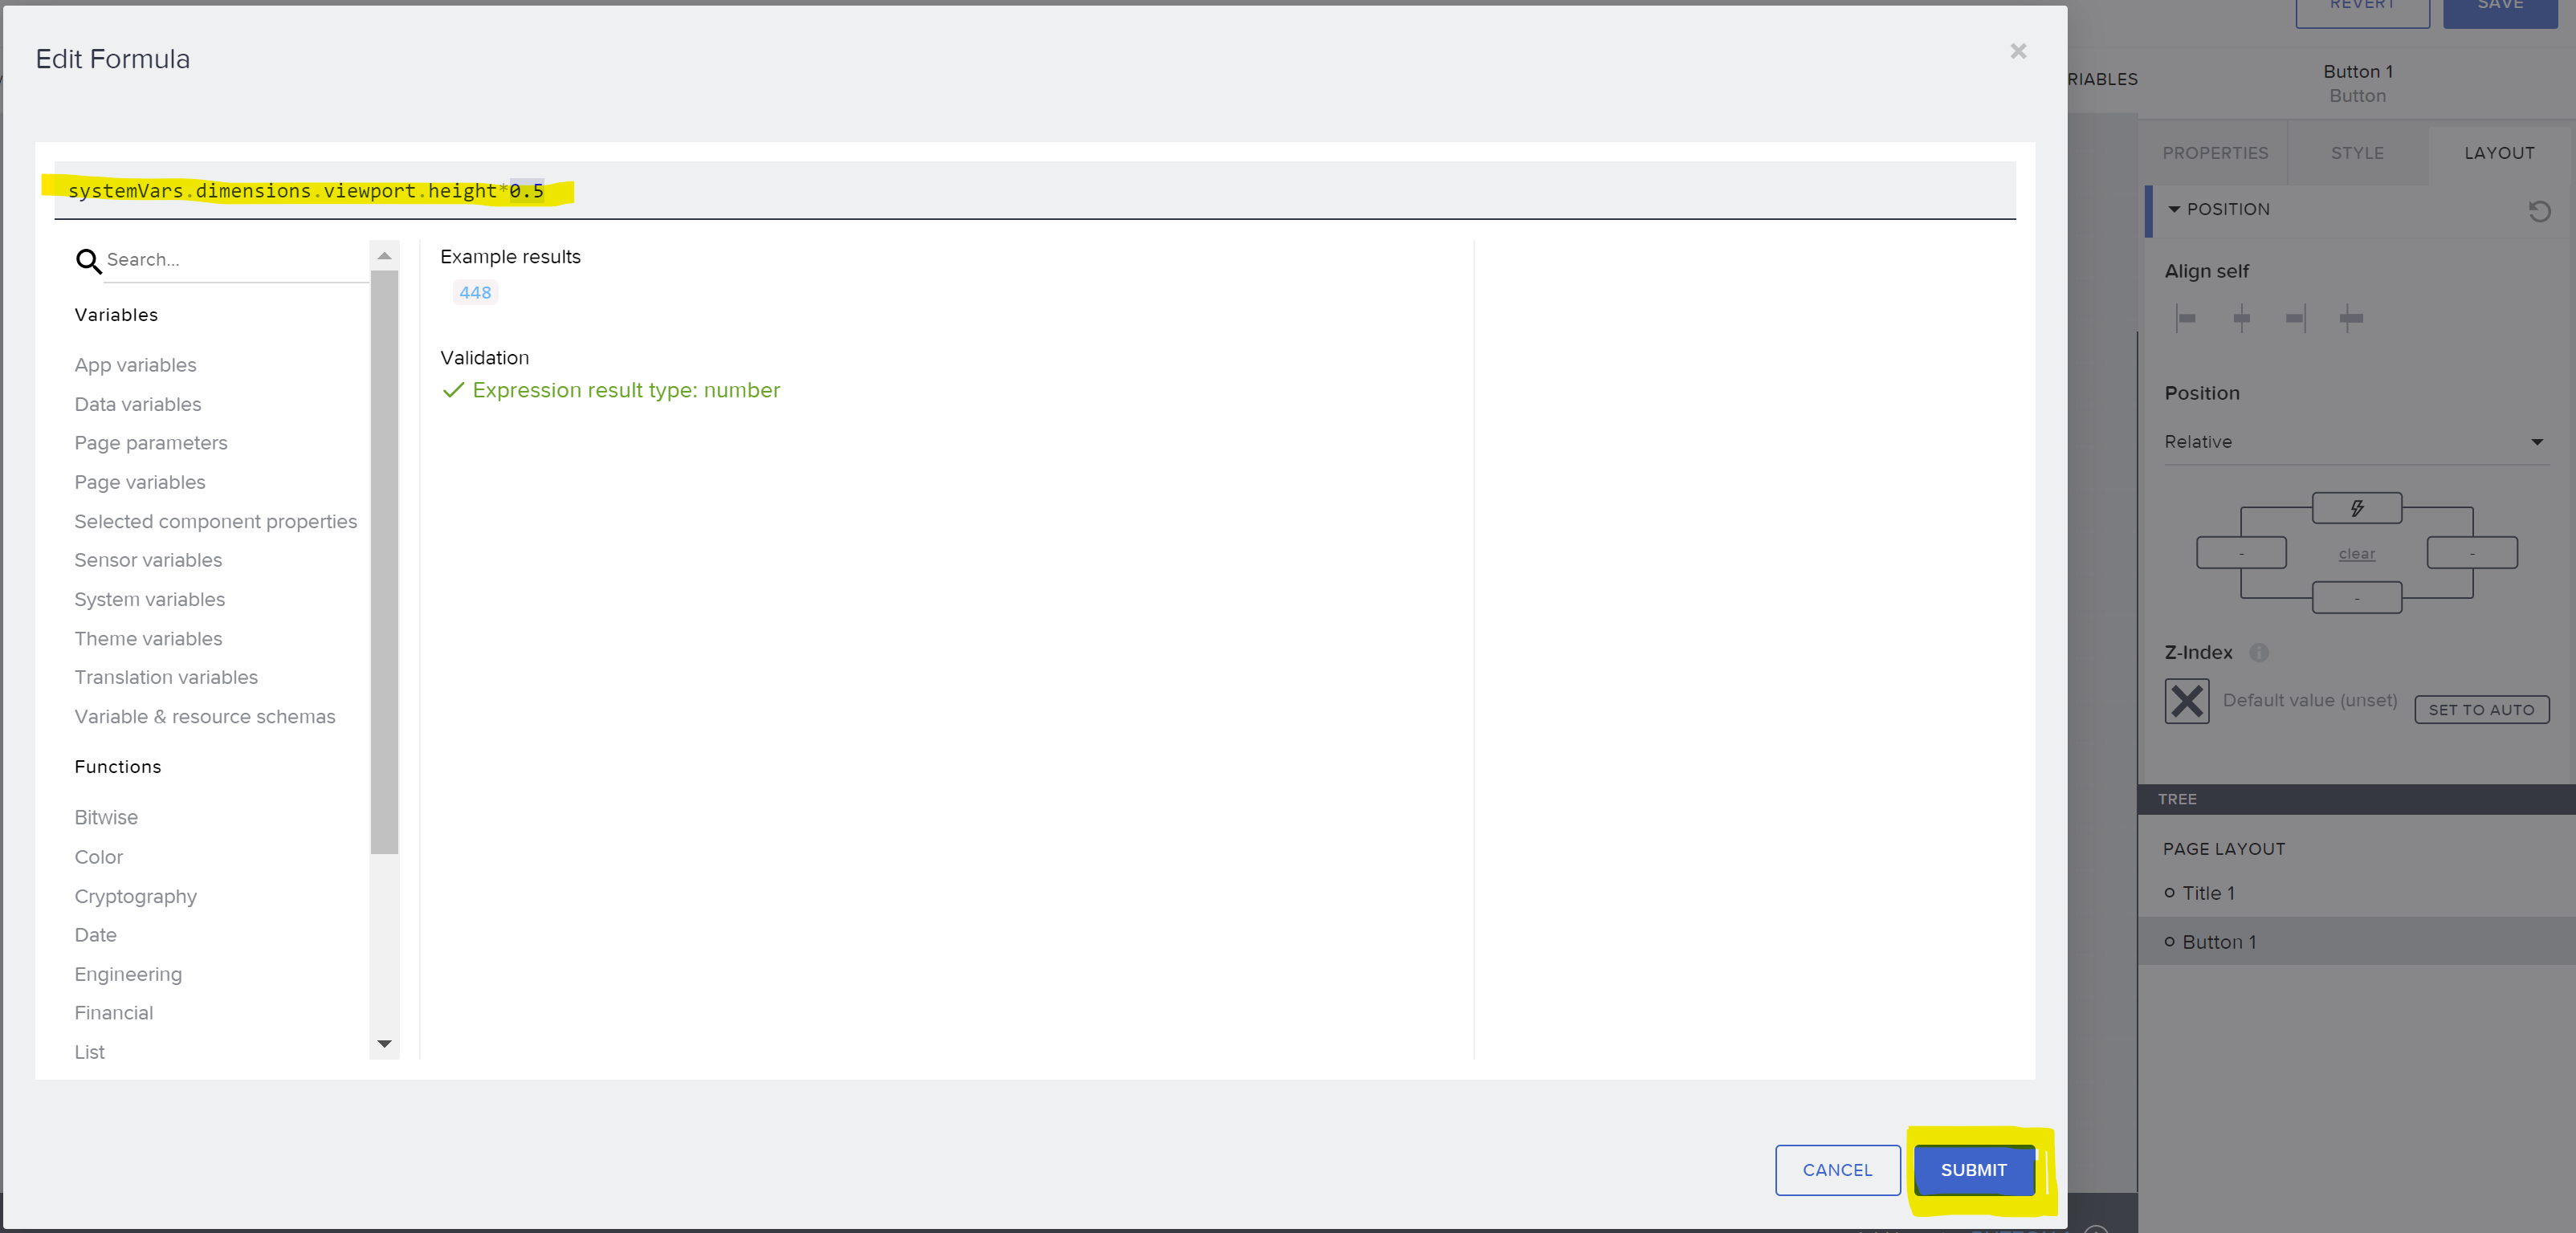 REVERT
SAVE
Edit Formula
RIABLES
Button 1
Button
systemVars.dimensions.viewport.height*0.5
PROPERTIES
STYLE
LAYOUT
POSITION
Search...
Example results
448
Align self
Variables
Validation
Expression result type: number
App variables
Data variables
Page parameters
Page variables
Selected component properties
Sensor variables
System variables
Theme variables
Translation variables
Variable & resource schemas
Position
Relative
-
clear
-
-
Z-Index
Default value (unset)
SET TO AUTO
Functions
Bitwise
Color
Cryptography
Date
Engineering
Financial
List
TREE
PAGE LAYOUT
Title 1
Button 1
CANCEL
SUBMIT